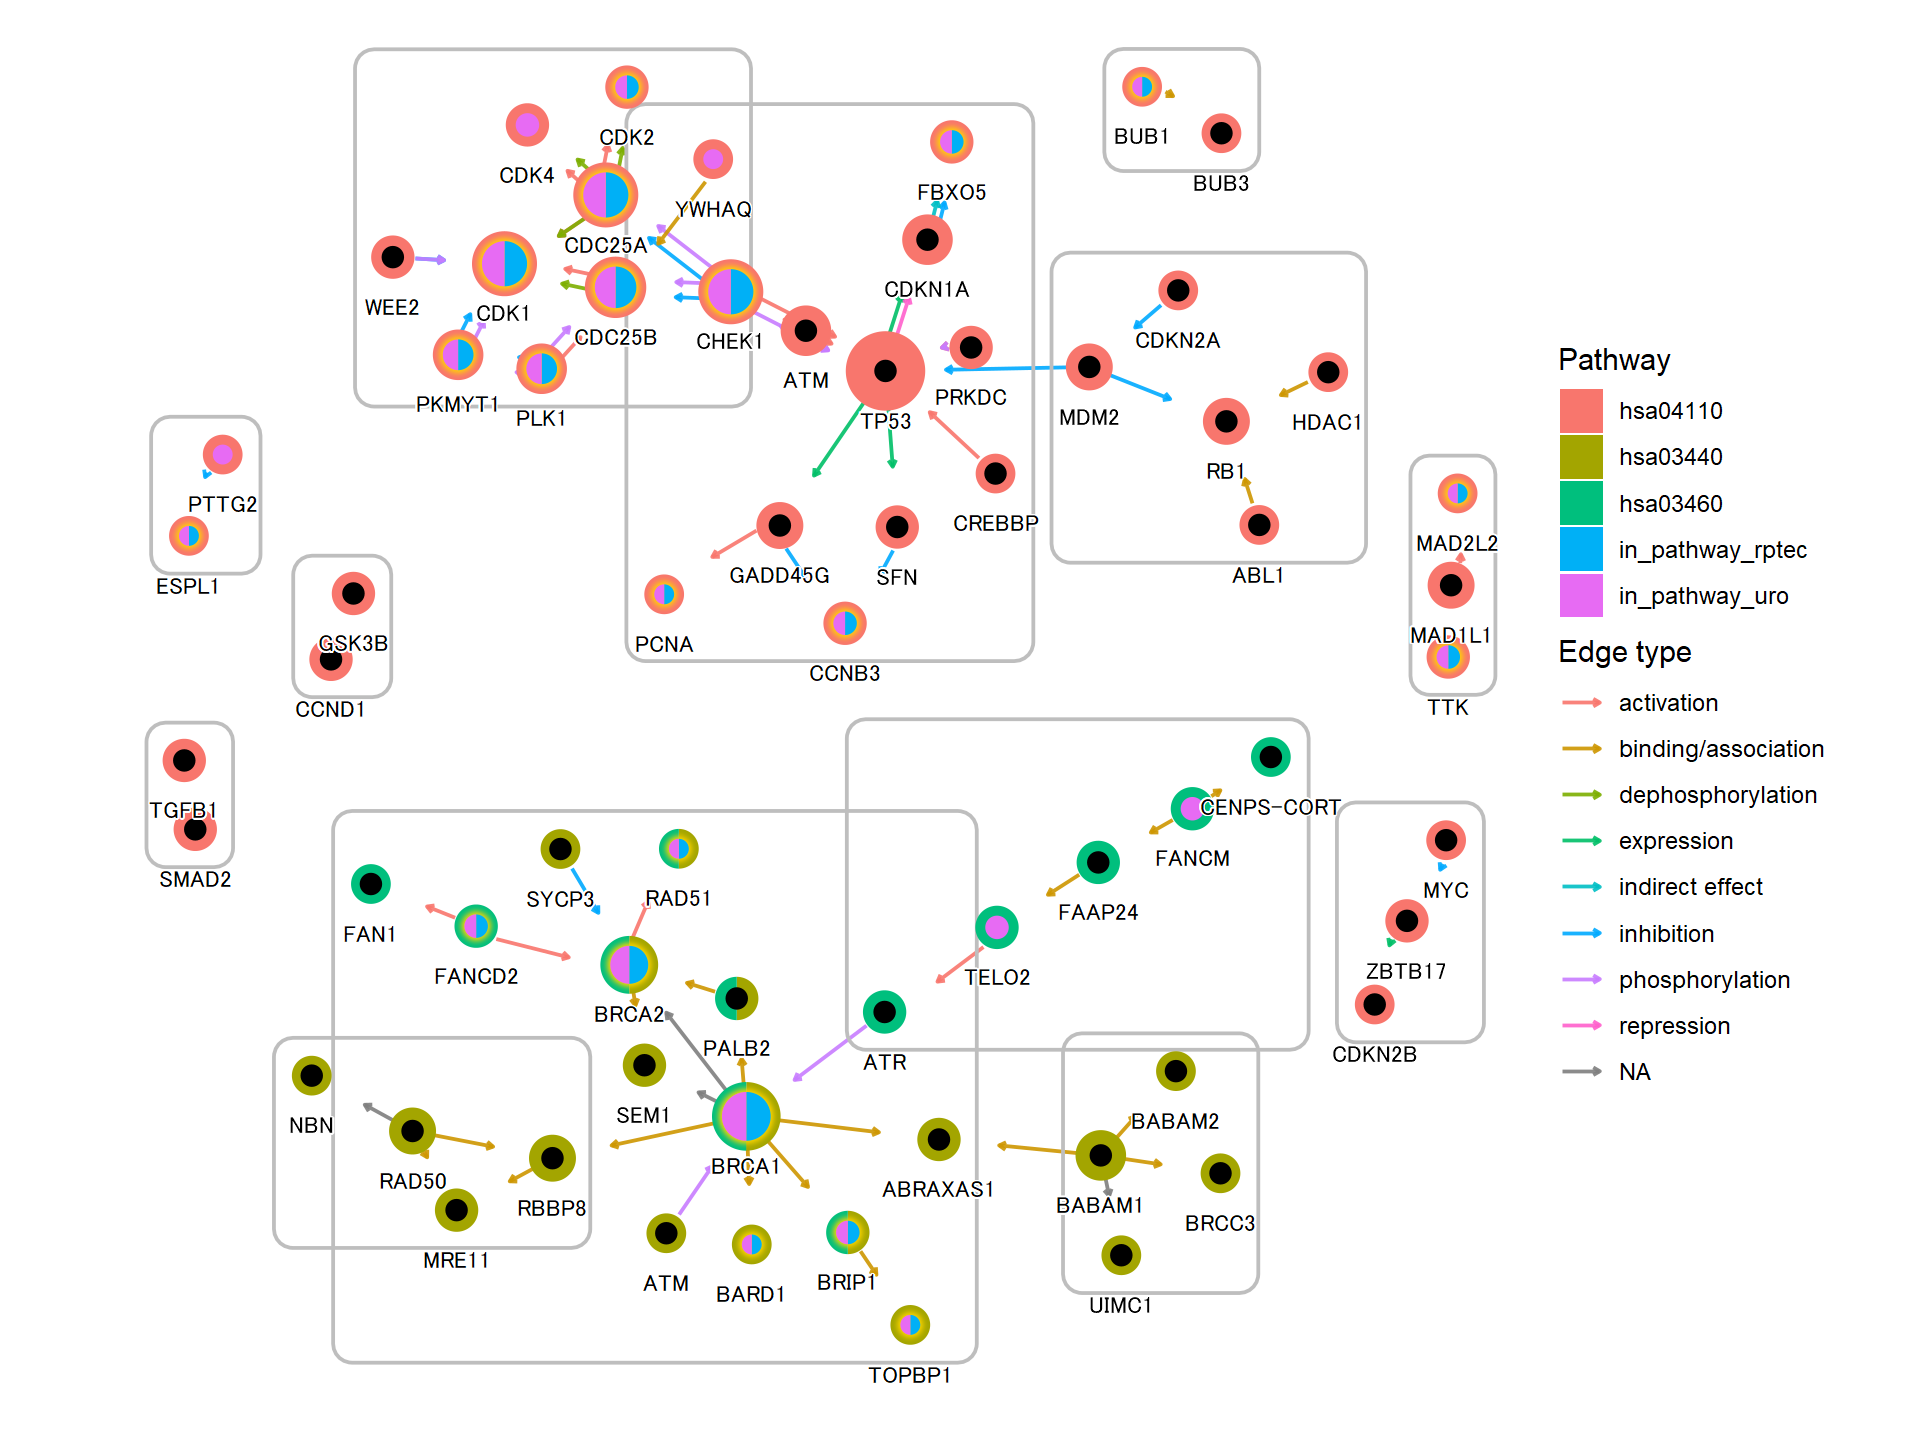 CDK2
CDK4
YWHAQ
CDC25A
WEE2
CDK1
CDC25B
CHEK1
PKMYT1
PLK1
ATM
FBXO5
CDKN1A
PRKDC
TP53
CREBBP
GADD45G
SFN
PCNA
CCNB3
BUB1
BUB3
CDKN2A
MDM2
HDAC1
RB1
ABL1
PTTG2
ESPL1
GSK3B
CCND1
TGFB1
SMAD2
MAD2L2
MAD1L1
TTK
CENPS-CORT
FANCM
FAAP24
TELO2
ATR
MYC
ZBTB17
CDKN2B
SYCP3
RAD51
FAN1
FANCD2
BRCA2
PALB2
SEM1
NBN
RAD50
RBBP8
MRE11
BRCA1
ABRAXAS1
ATM
BARD1
BRIP1
TOPBP1
BABAM2
BABAM1
BRCC3
UIMC1
Pathway
hsa04110
hsa03440
hsa03460
in_pathway_rptec
in_pathway_uro
Edge type
activation
binding/association
dephosphorylation
expression
indirect effect
inhibition
phosphorylation
repression
NA